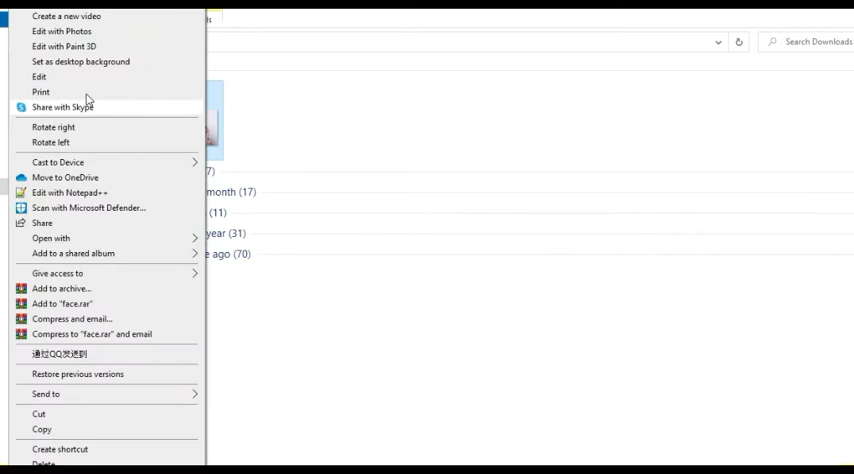 Create a new video
Edit with Photos
Edit with Paint 3D
Set as desktop background
Edit
Print
Share with Skype
Rotate right
Rotate left
Cast to Device
Move to OneDrive
Edit with Notepad++
Scan with Microsoft Defender...
Share
Open with
Add to a shared album
Give access to
Add to archive...
Add to "face.rar"
Compress and email...
Compress to "face.rar" and email
通过QQ发送到
Restore previous versions
Send to
Cut
Copy
Create shortcut
Delete
ls
Search Downloads
7)
month (17)
(11)
year (31)
e ago (70)